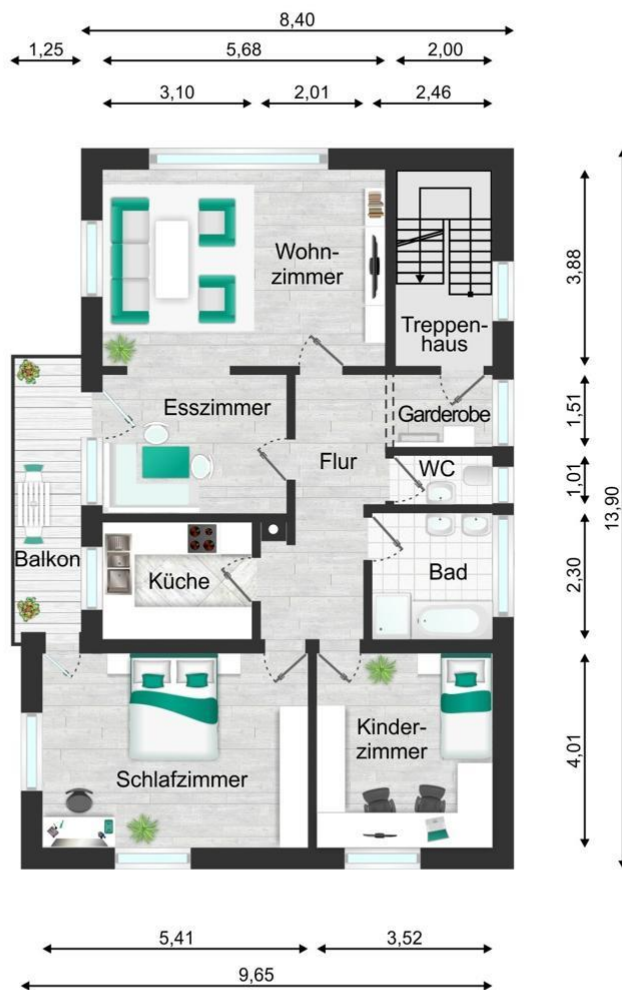 8,40
1,25
5,68
2,00
3,10
2,01
2,46
Wohn-
zimmer
Treppen-
haus
3,88
Esszimmer
Garderobe
1,51
Flur
WC
1,01
13,90
Balkon
Küche
Bad
2,30
Schlafzimmer
Kinder-
zimmer
4,01
5,41
3,52
9,65